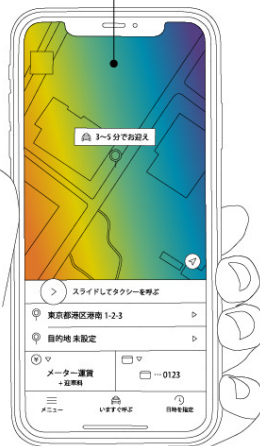 3〜5 分でお迎え
スライドしてタクシーを呼ぶ
東京都港区港南 1-2-3
目的地 未設定
メーター運賃
+ 迎車料
…0123
メニュー
いますぐ呼ぶ
日時を指定